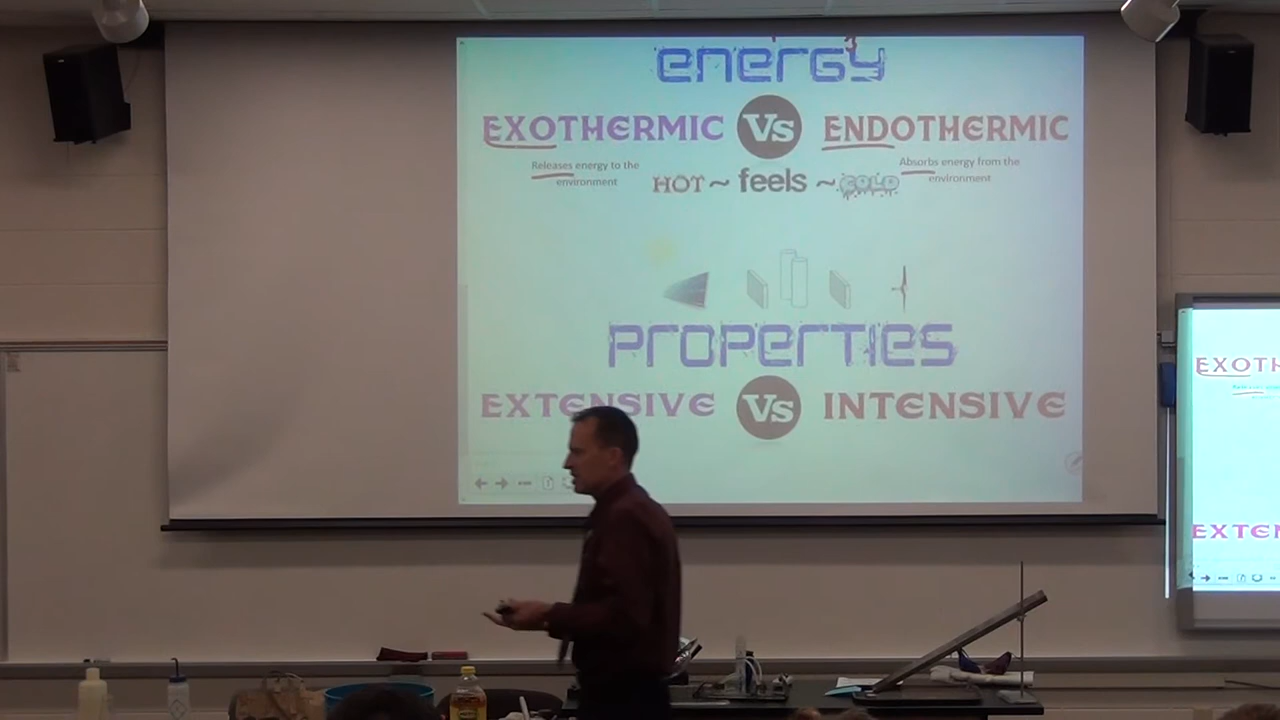 energy
EXOTHERMIC Vs ENDOTHERMIC
Releases energy to the environment
Absorbs energy from the environment
HOT ~ feels ~ COLD
Properties
EXTENSIVE Vs INTENSIVE
EXOTH
EXTEN